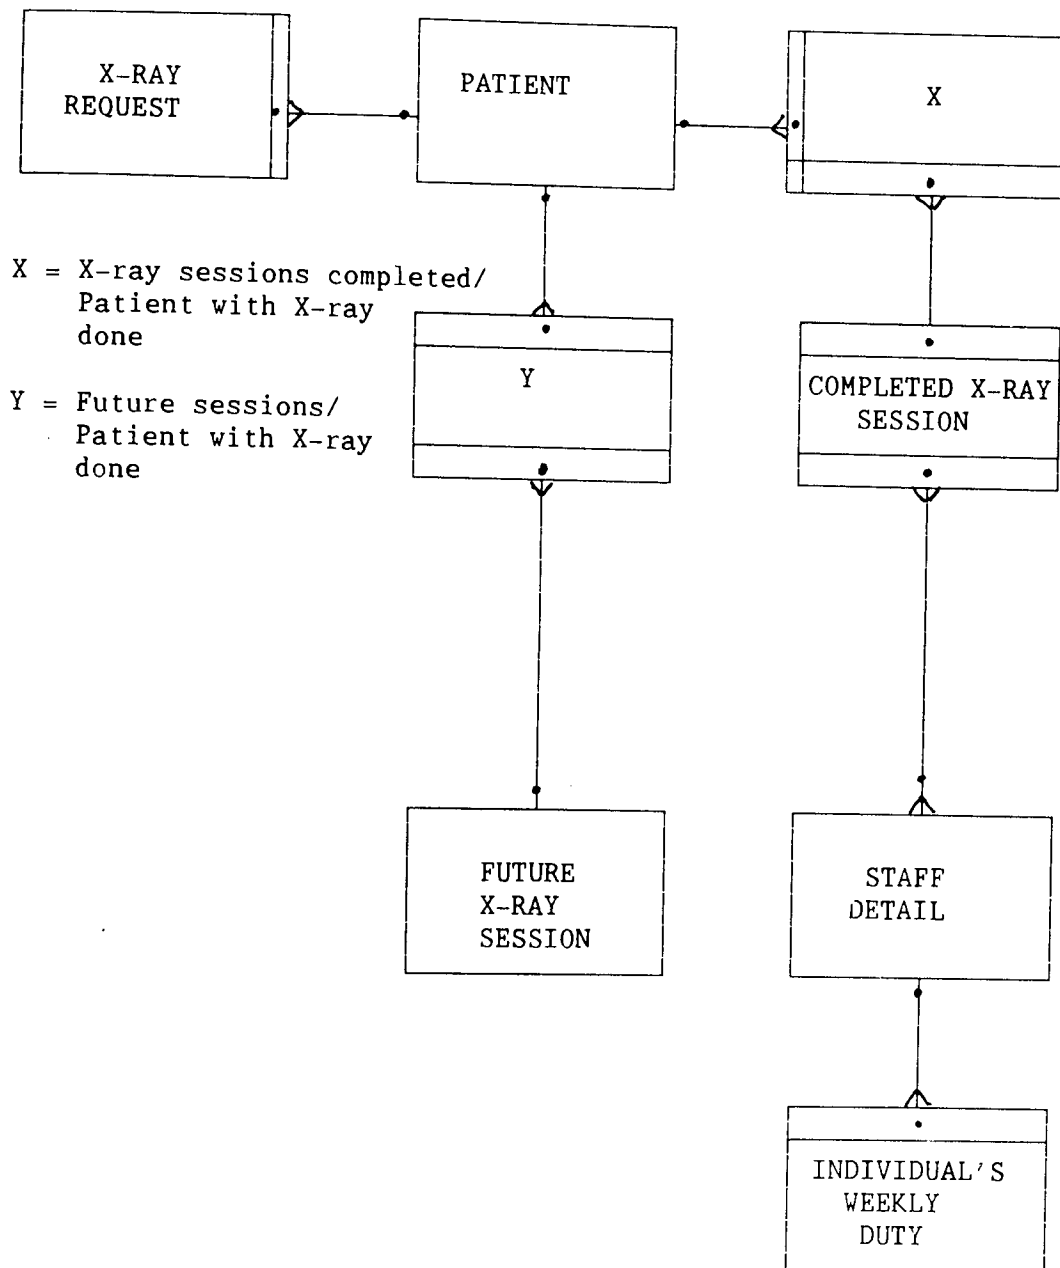 X-RAY
REQUEST
PATIENT
X
X = X-ray sessions completed/
Patient with X-ray
done
Y = Future sessions/
Patient with X-ray
done
Y
COMPLETED X-RAY
SESSION
FUTURE
X-RAY
SESSION
STAFF
DETAIL
INDIVIDUAL'S
WEEKLY
DUTY